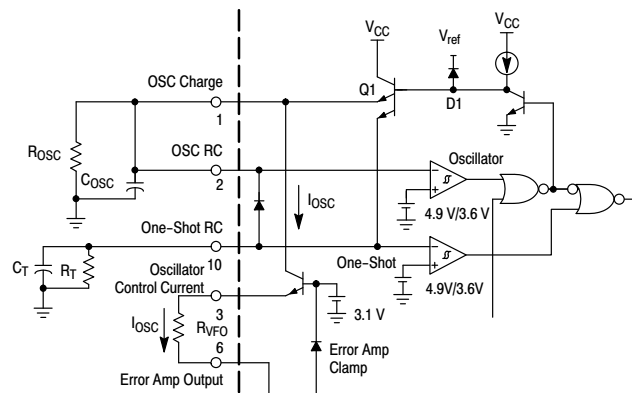 VCC
Vref
VCC
OSC Charge
Q1
D1
1
ROSC
COSC
OSC RC
Oscillator
2
IOSC
4.9 V/3.6 V
One-Shot RC
One-Shot
CT
RT
10
Oscillator
Control Current
4.9V/3.6V
3
3.1 V
IOSC
RVFO
6
Error Amp
Clamp
Error Amp Output